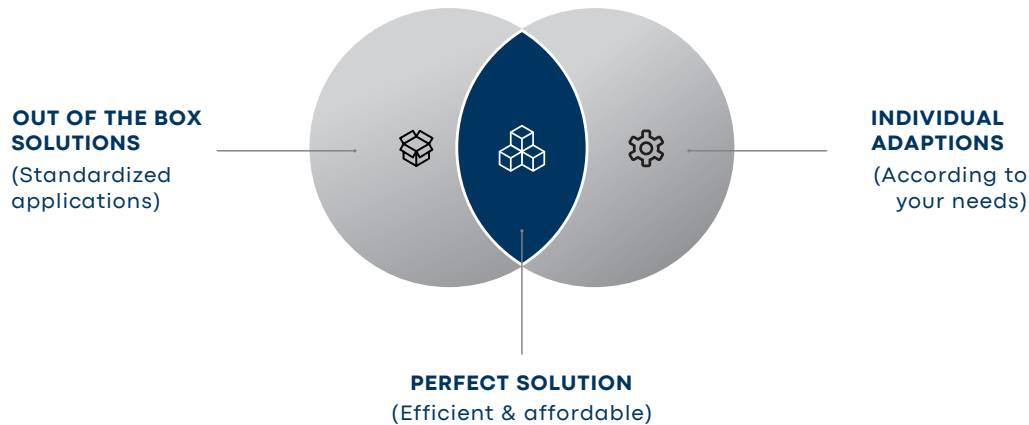 OUT OF THE BOX
SOLUTIONS
(Standardized
applications)
INDIVIDUAL
ADAPTIONS
(According to
your needs)
PERFECT SOLUTION
(Efficient & affordable)